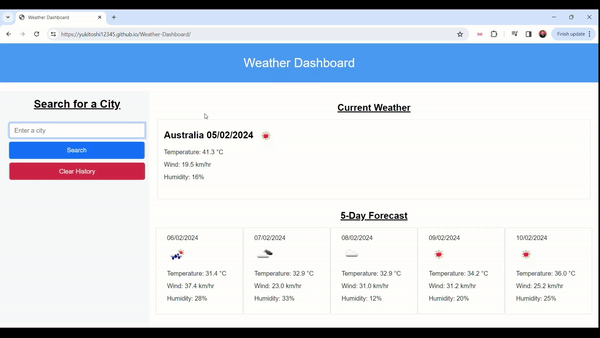 Weather Dashboard
https://yukitoshi12345.github.io/Weather-Dashboard/
Finish update
Weather Dashboard
Search for a City
Enter a city
Search
Clear History
Current Weather
Australia 05/02/2024
Temperature: 41.3 °C
Wind: 19.5 km/hr
Humidity: 16%
5-Day Forecast
06/02/2024
Temperature: 31.4 °C
Wind: 37.4 km/hr
Humidity: 28%
07/02/2024
Temperature: 32.9 °C
Wind: 23.0 km/hr
Humidity: 33%
08/02/2024
Temperature: 32.9 °C
Wind: 31.0 km/hr
Humidity: 12%
09/02/2024
Temperature: 34.2 °C
Wind: 31.2 km/hr
Humidity: 20%
10/02/2024
Temperature: 36.0 °C
Wind: 25.2 km/hr
Humidity: 25%